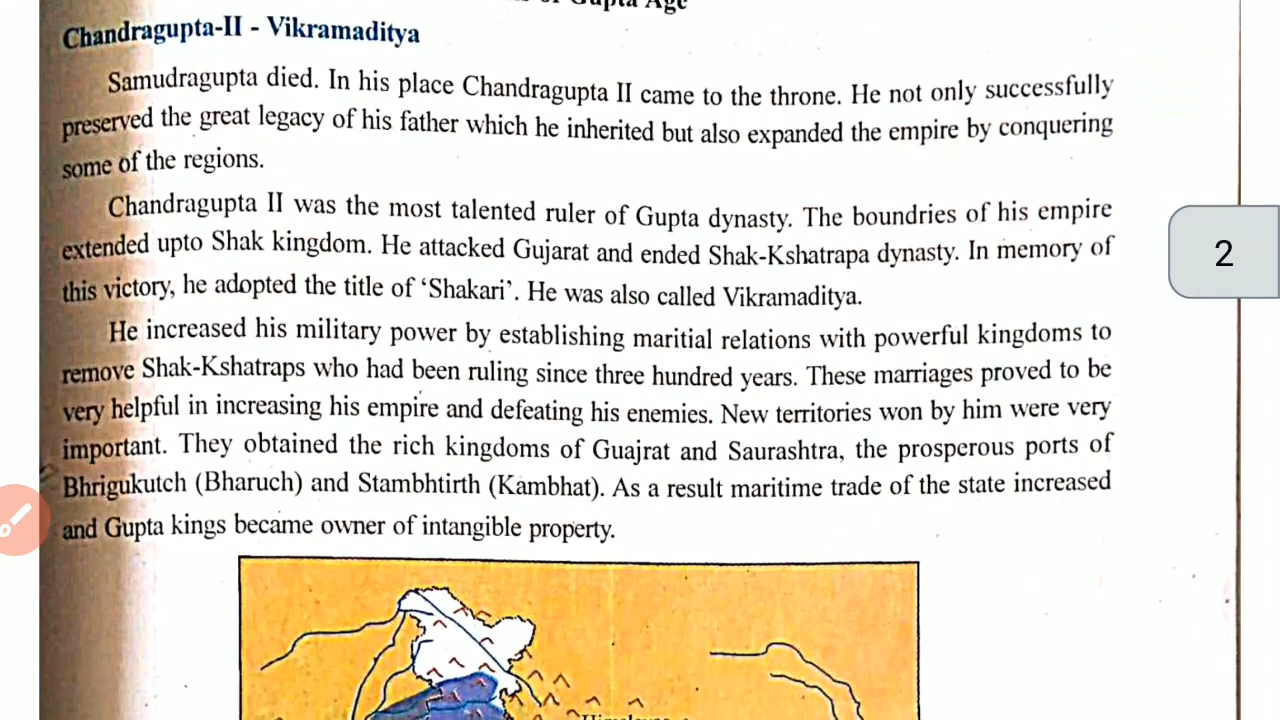 Gupta Age
Chandragupta-II - Vikramaditya
Samudragupta died. In his place Chandragupta II came to the throne. He not only successfully
preserved the great legacy of his father which he inherited but also expanded the empire by conquering
some of the regions.
Chandragupta II was the most talented ruler of Gupta dynasty. The boundries of his empire
extended upto Shak kingdom. He attacked Gujarat and ended Shak-Kshatrapa dynasty. In memory of
this victory, he adopted the title of ‘Shakari’. He was also called Vikramaditya.
He increased his military power by establishing maritial relations with powerful kingdoms to
remove Shak-Kshatraps who had been ruling since three hundred years. These marriages proved to be
very helpful in increasing his empire and defeating his enemies. New territories won by him were very
important. They obtained the rich kingdoms of Guajrat and Saurashtra, the prosperous ports of
Bhrigukutch (Bharuch) and Stambhtirth (Kambhat). As a result maritime trade of the state increased
and Gupta kings became owner of intangible property.
2